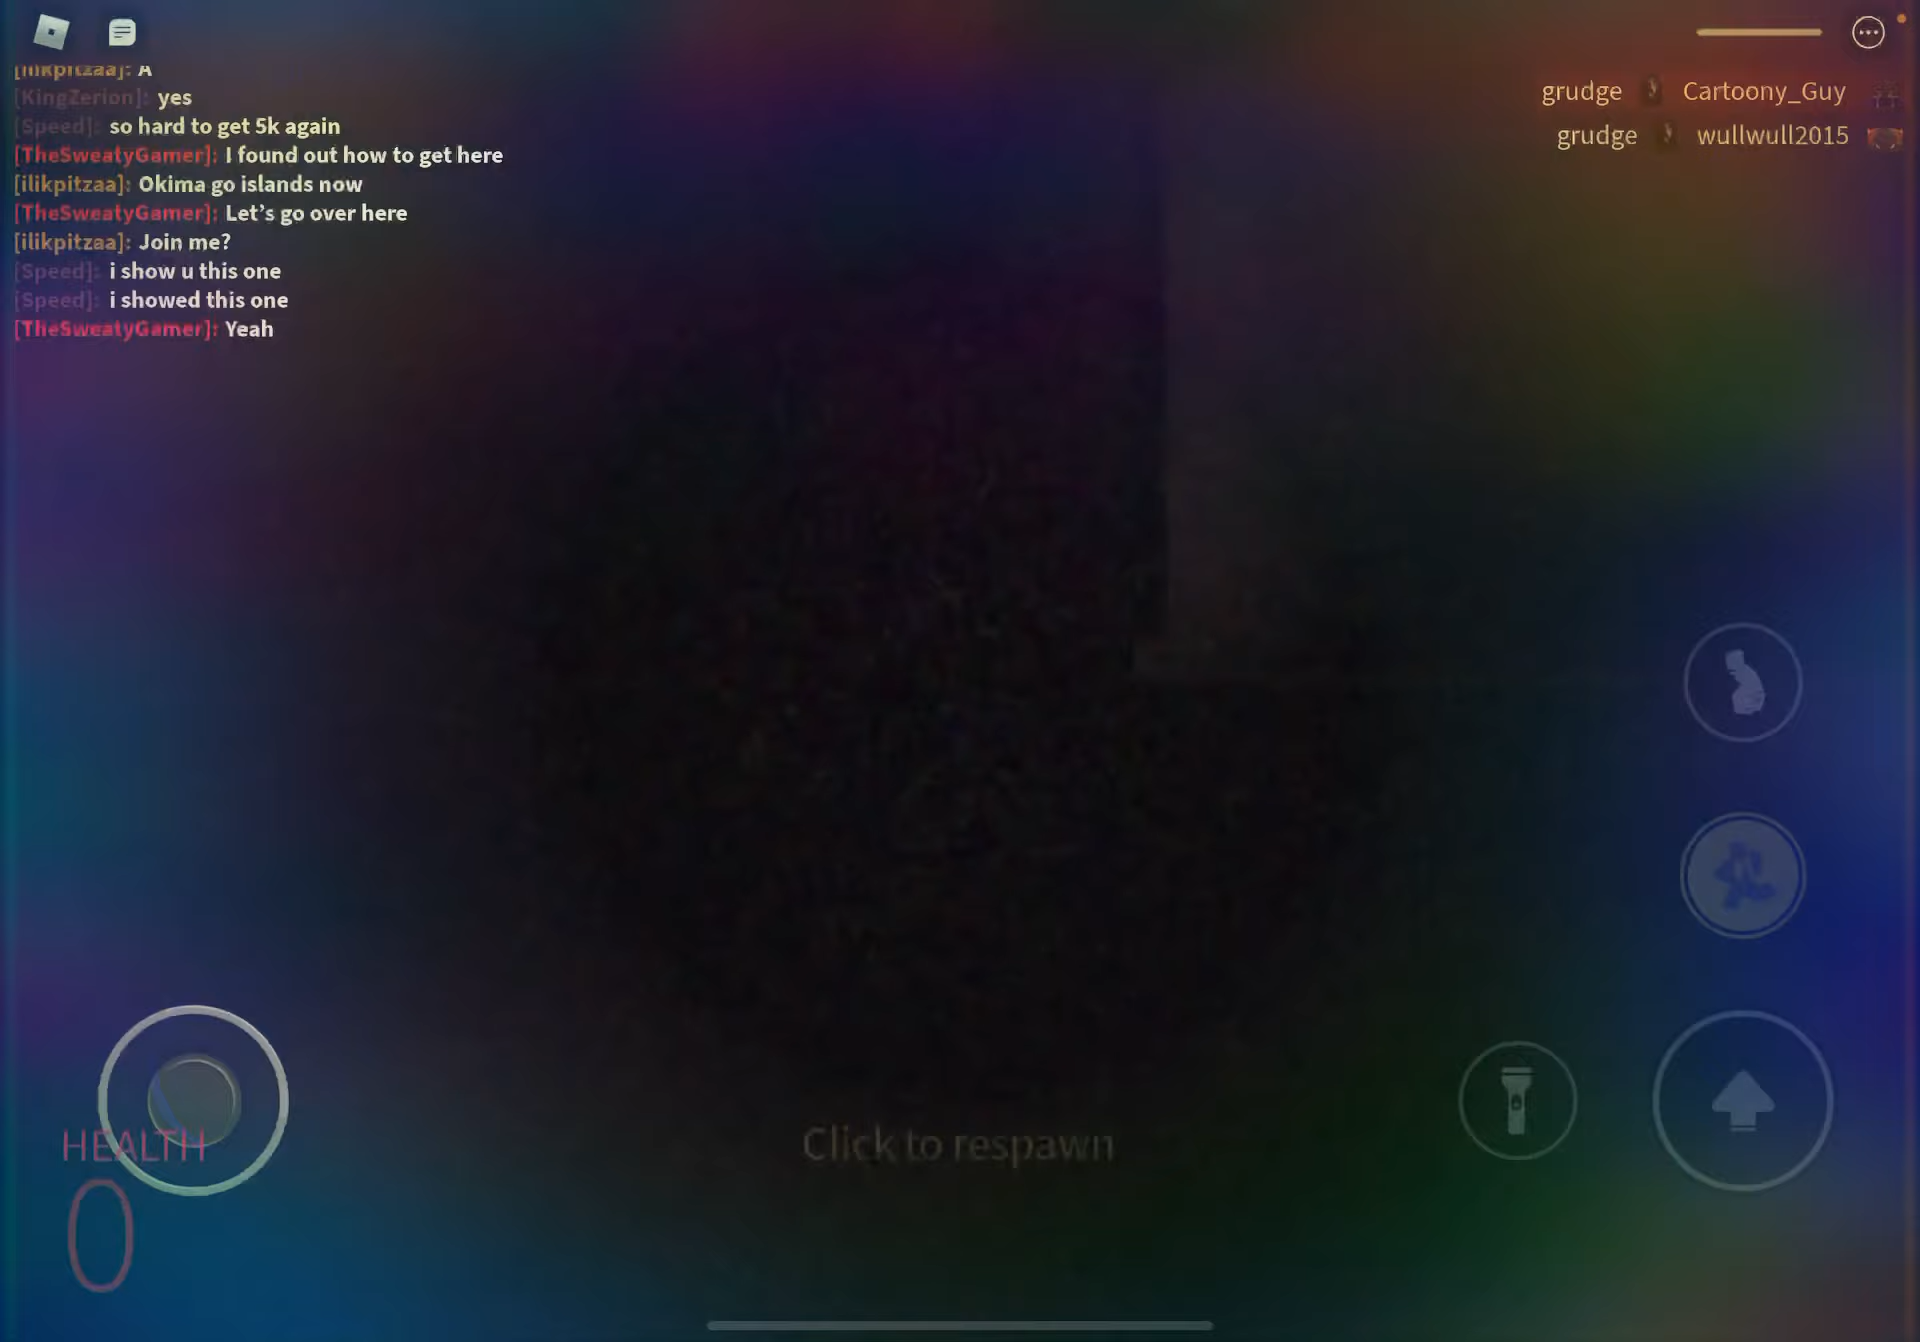 [ilikpitzaa]: A
[KingZerion]: yes
[Speed]: so hard to get 5k again
[TheSweatyGamer]: I found out how to get here
[ilikpitzaa]: Okima go islands now
[TheSweatyGamer]: Let's go over here
[ilikpitzaa]: Join me?
[Speed]: i show u this one
[Speed]: i showed this one
[TheSweatyGamer]: Yeah
grudge Cartoony_Guy
grudge wullwull2015
Click to respawn
HEALTH
0